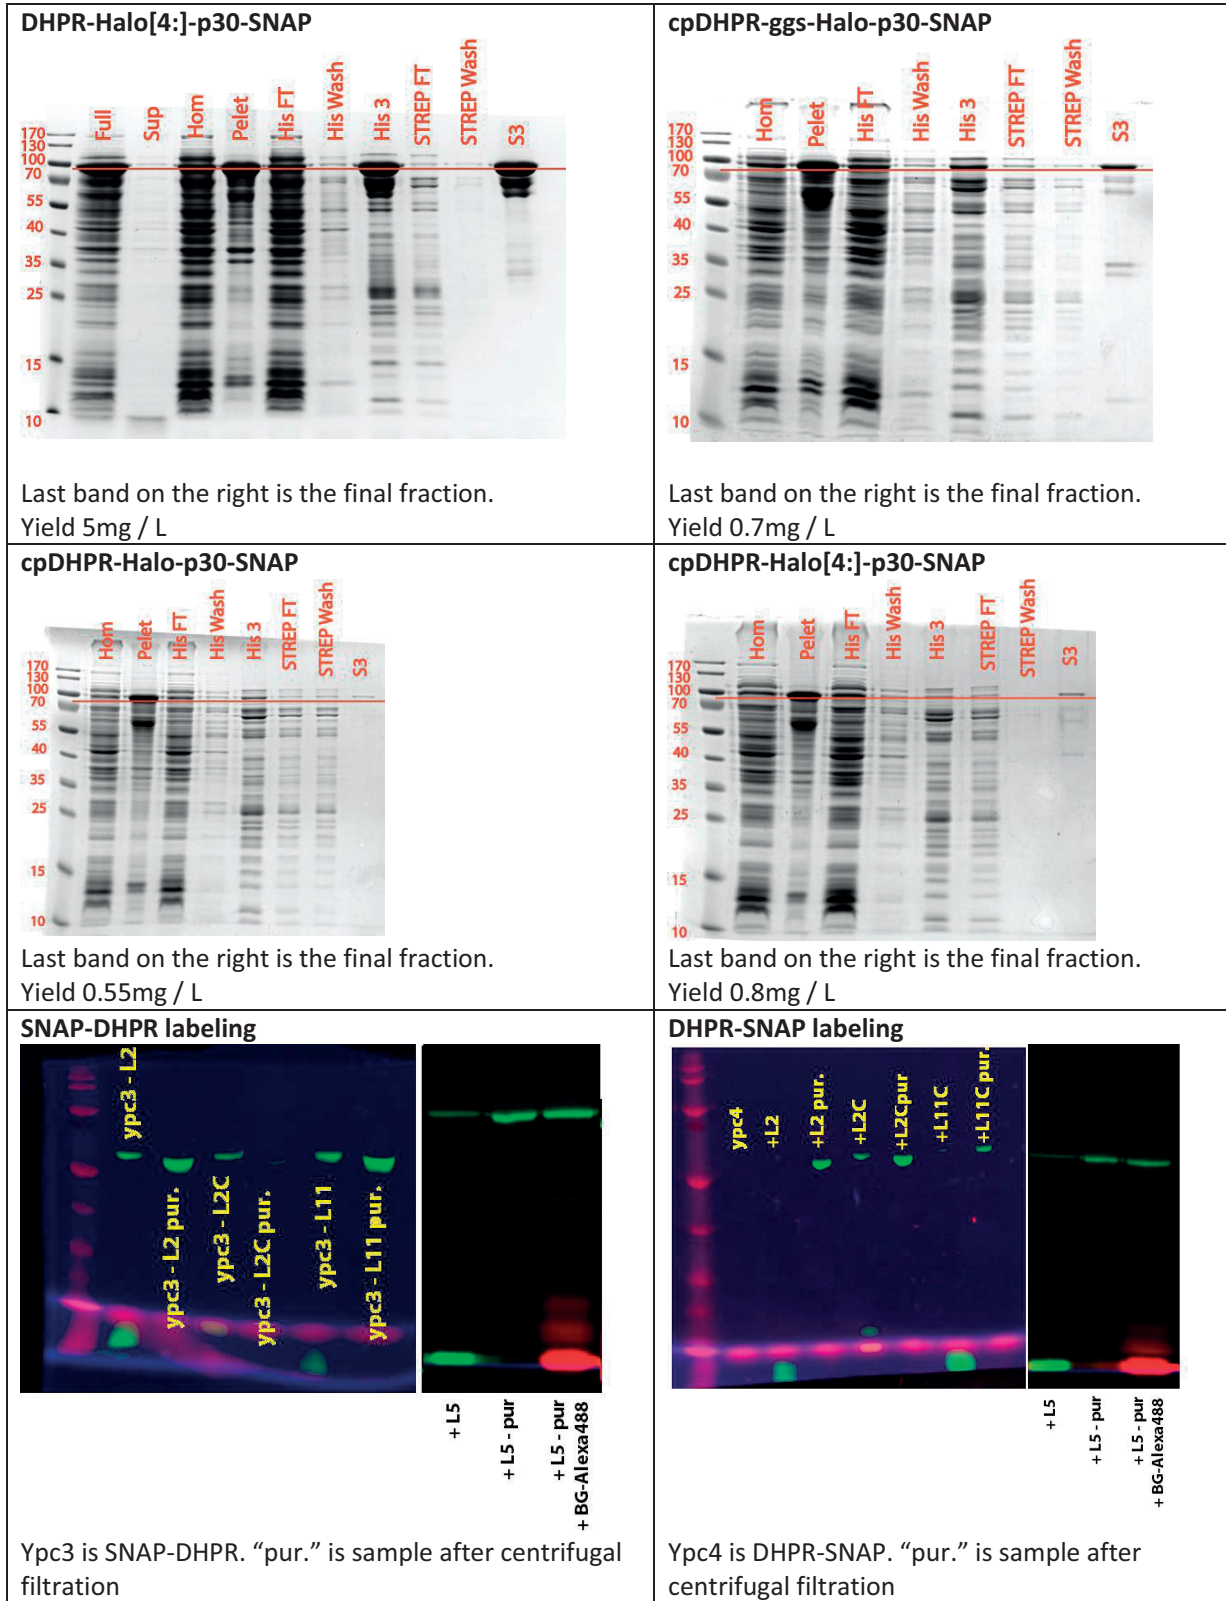 DHPR-Halo[4:]-p30-SNAP
Full
Sup
Hom
Pelet
His FT
His Wash
His 3
STREP FT
STREP Wash
S3
170
130
100
70
55
40
35
25
15
10
Last band on the right is the final fraction.
Yield 5mg / L
cpDHPR-ggs-Halo-p30-SNAP
Hom
Pelet
His FT
His Wash
His 3
STREP FT
STREP Wash
S3
170
130
100
70
55
40
35
25
15
10
Last band on the right is the final fraction.
Yield 0.7mg / L
cpDHPR-Halo-p30-SNAP
Hom
Pelet
His FT
His Wash
His 3
STREP FT
STREP Wash
S3
170
130
100
70
55
40
35
25
15
10
Last band on the right is the final fraction.
Yield 0.55mg / L
cpDHPR-Halo[4:]-p30-SNAP
Hom
Pelet
His FT
His Wash
His 3
STREP FT
STREP Wash
S3
170
130
100
70
55
40
35
25
15
10
Last band on the right is the final fraction.
Yield 0.8mg / L
SNAP-DHPR labeling
ypc3 - L2
ypc3 - L2 pur.
ypc3 - L2C
ypc3 - L2C pur.
ypc3 - L11
ypc3 - L11 pur.
+ L5
+ L5 - pur
+ L5 - pur
+ BG-Alexa488
Ypc3 is SNAP-DHPR. “pur.” is sample after centrifugal
filtration
DHPR-SNAP labeling
ypc4
+L2
+L2 pur.
+L2C
+L2Cpur
+L11C
+L11C pur.
+ L5
+ L5 - pur
+ L5 - pur
+ BG-Alexa488
Ypc4 is DHPR-SNAP. “pur.” is sample after
centrifugal filtration